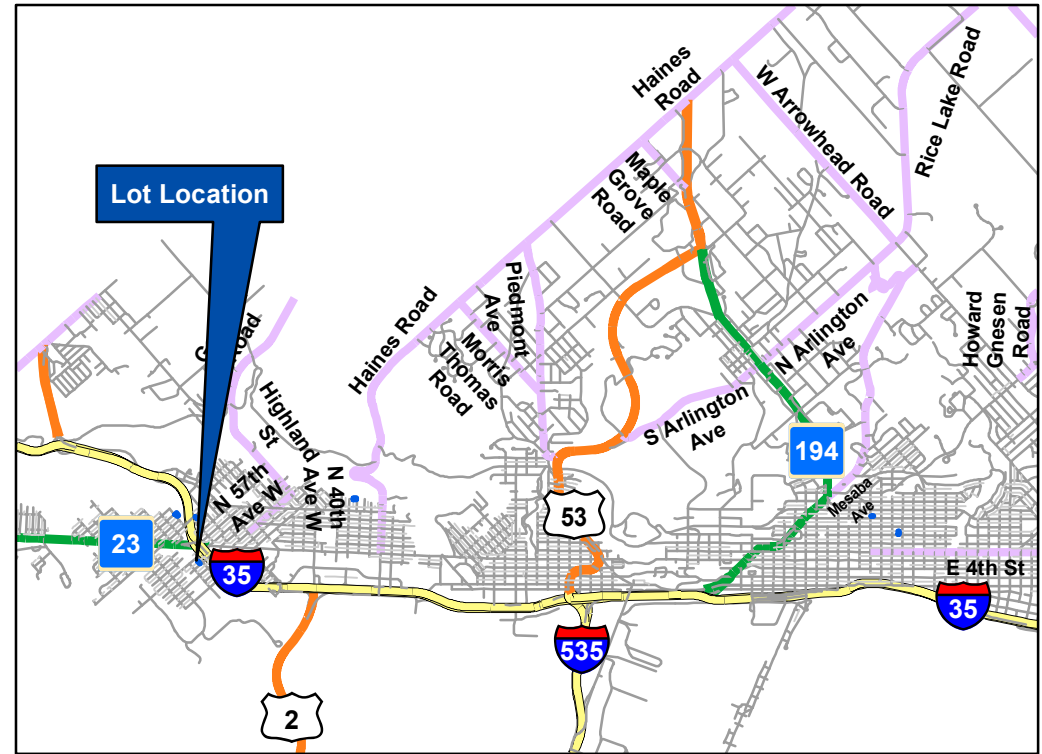 Haines
Road
W Arrowhead Road
Rice Lake Road
Maple
Grove
Road
Lot Location
Piedmont
Ave
Haines Road
Morris
Thomas
Road
N Arlington
Ave
Howard
Gnesen
Road
Road
Highland
St
S Arlington
Ave
N 57th
Ave W
N 40th
Ave W
194
Mesaba
Ave
53
23
35
E 4th St
35
535
2